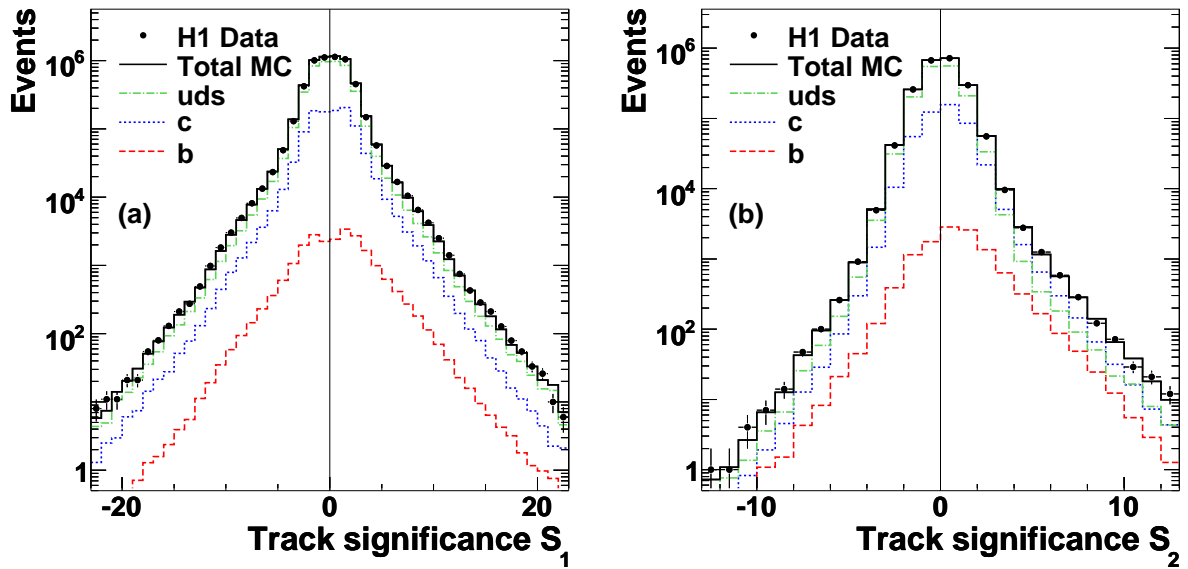 Events
10⁶
10⁴
10²
1
H1 Data
Total MC
uds
c
b
(a)
-20 0 20
Track significance S₁
Events
10⁶
10⁴
10²
1
H1 Data
Total MC
uds
c
b
(b)
-10 0 10
Track significance S₂